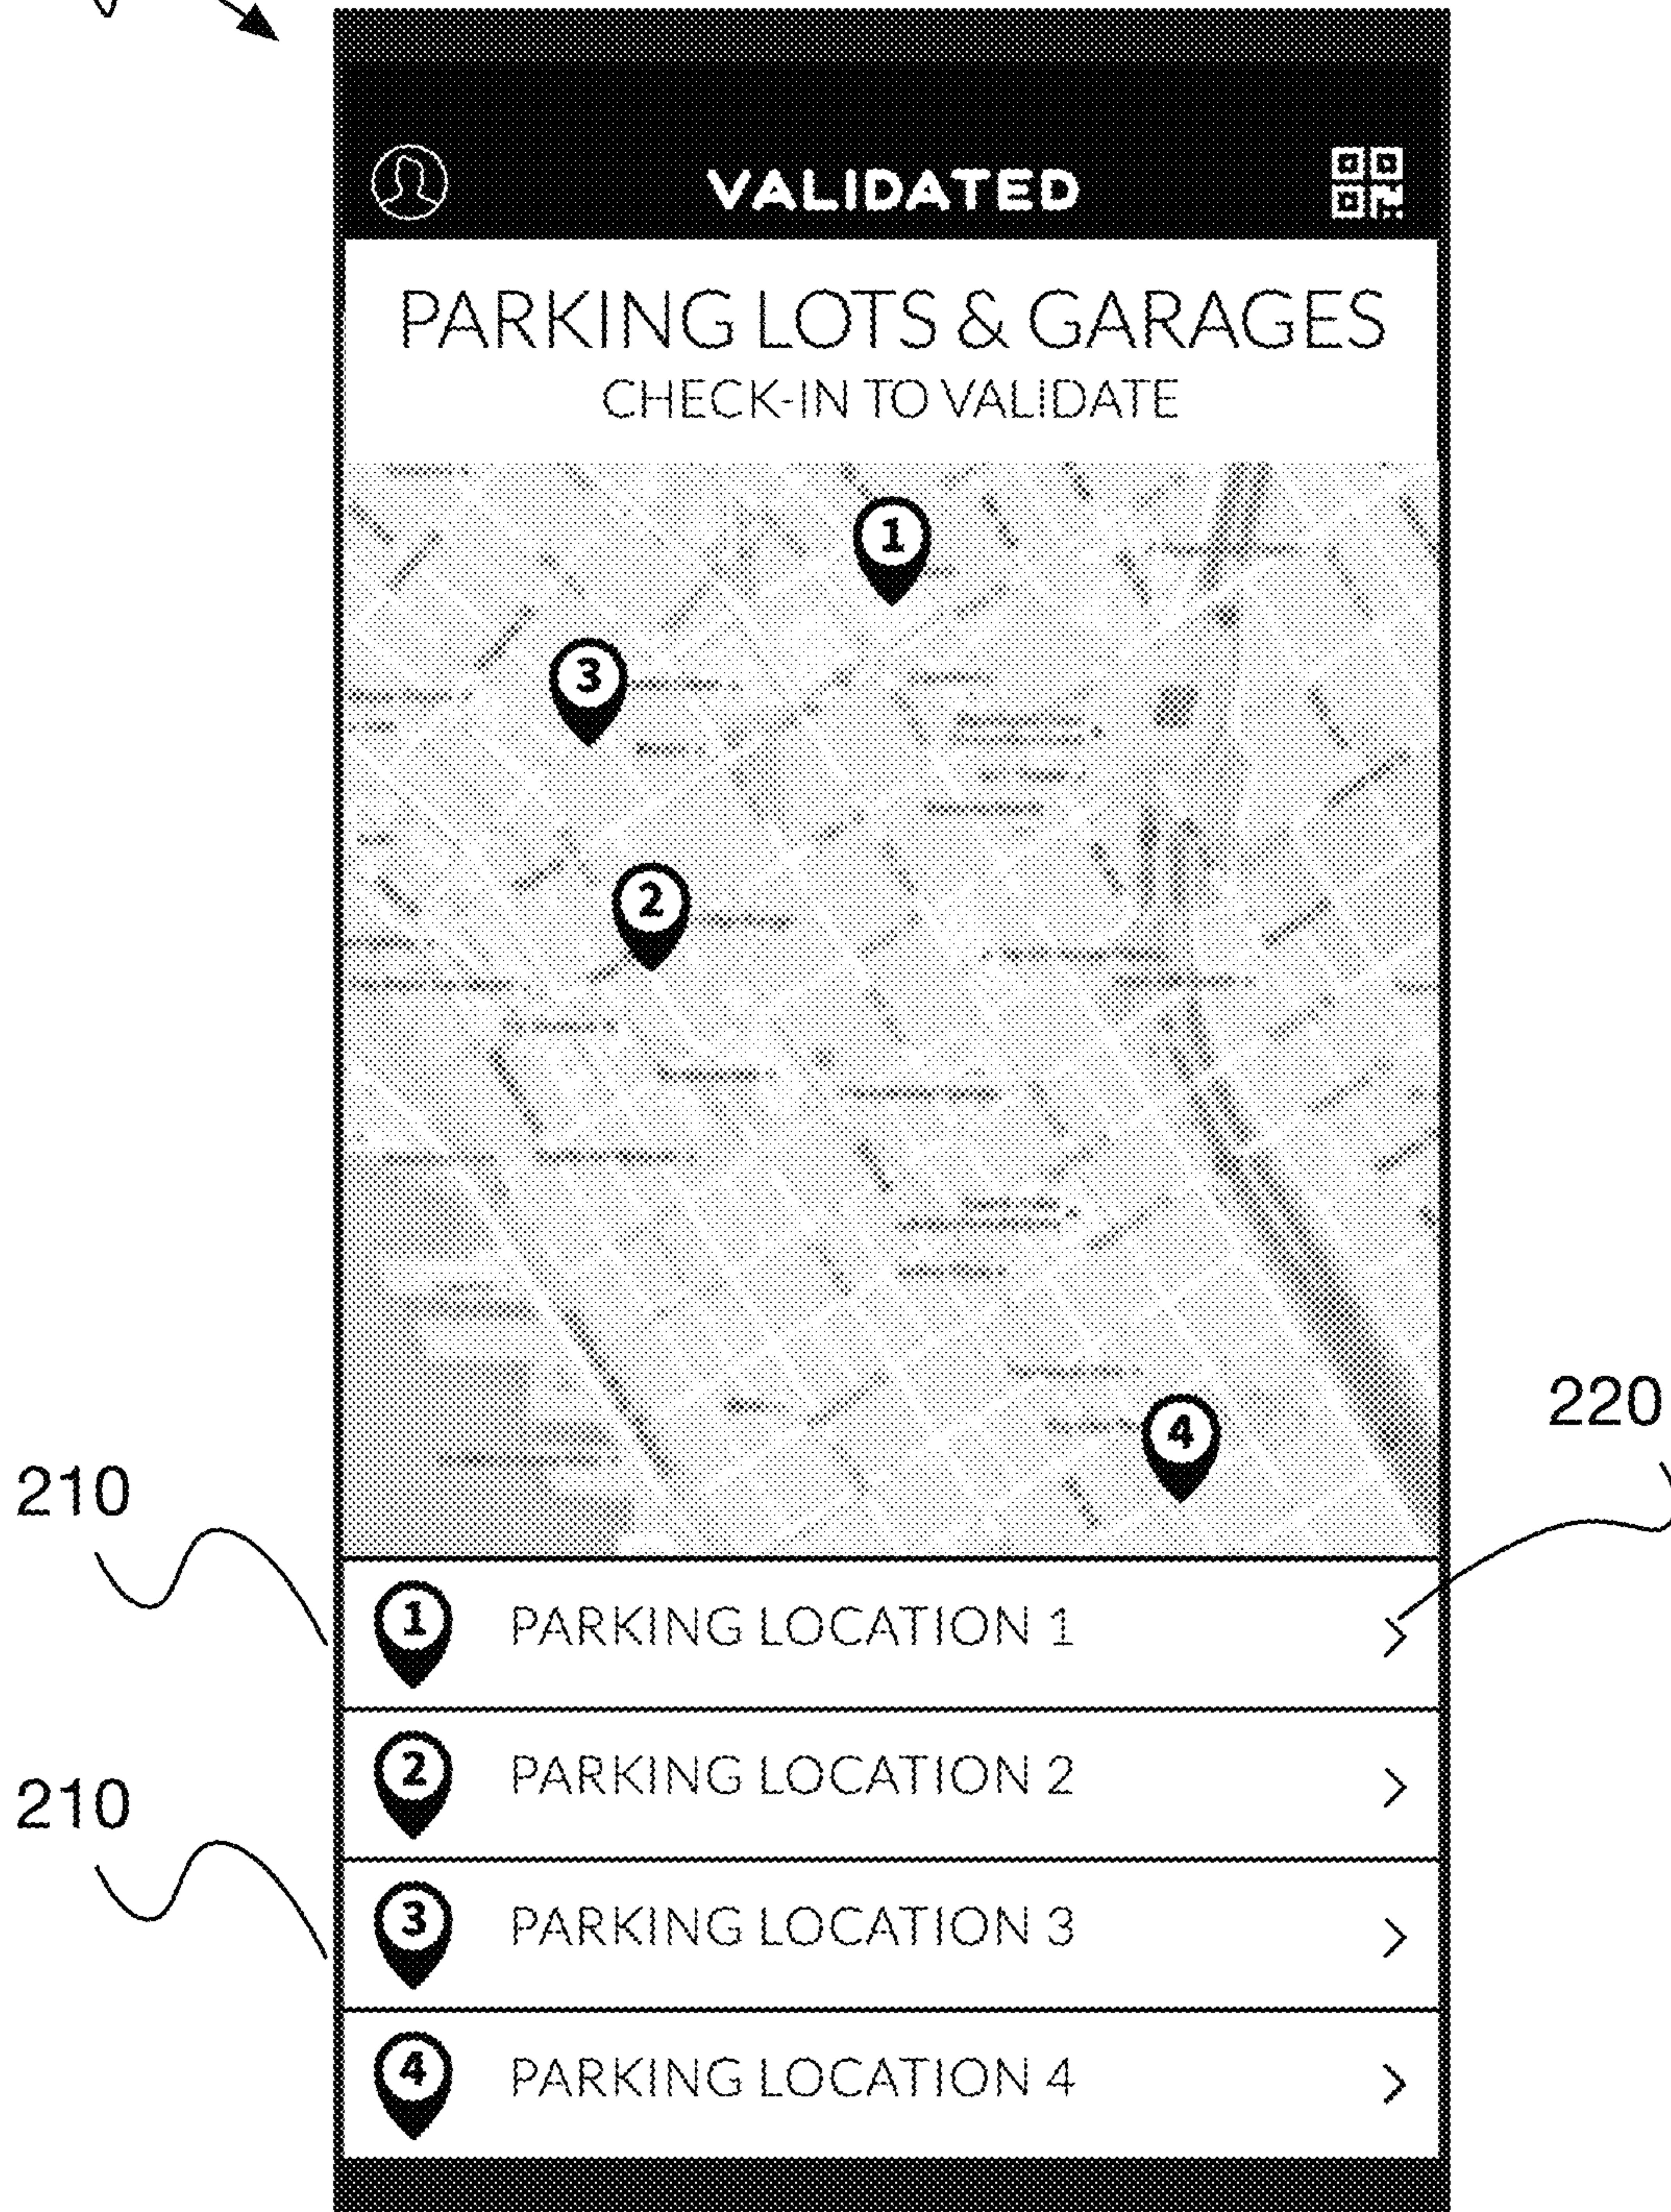 VALIDATED
PARKING LOTS & GARAGES
CHECK-IN TO VALIDATE
1
3
2
4
220
210
1 PARKING LOCATION 1
2 PARKING LOCATION 2
210
3 PARKING LOCATION 3
4 PARKING LOCATION 4